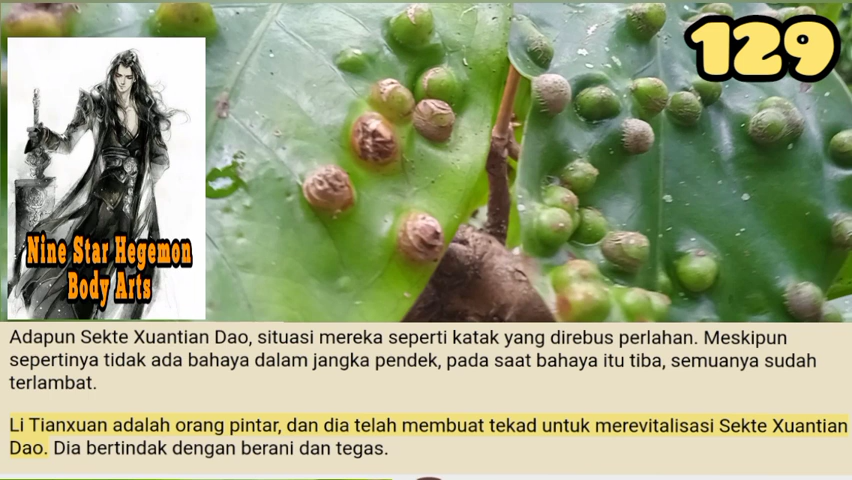 129
Nine Star Hegemon
Body Arts
Adapun Sekte Xuantian Dao, situasi mereka seperti katak yang direbus perlahan. Meskipun
sepertinya tidak ada bahaya dalam jangka pendek, pada saat bahaya itu tiba, semuanya sudah
terlambat.
Li Tianxuan adalah orang pintar, dan dia telah membuat tekad untuk merevitalisasi Sekte Xuantian
Dao. Dia bertindak dengan berani dan tegas.